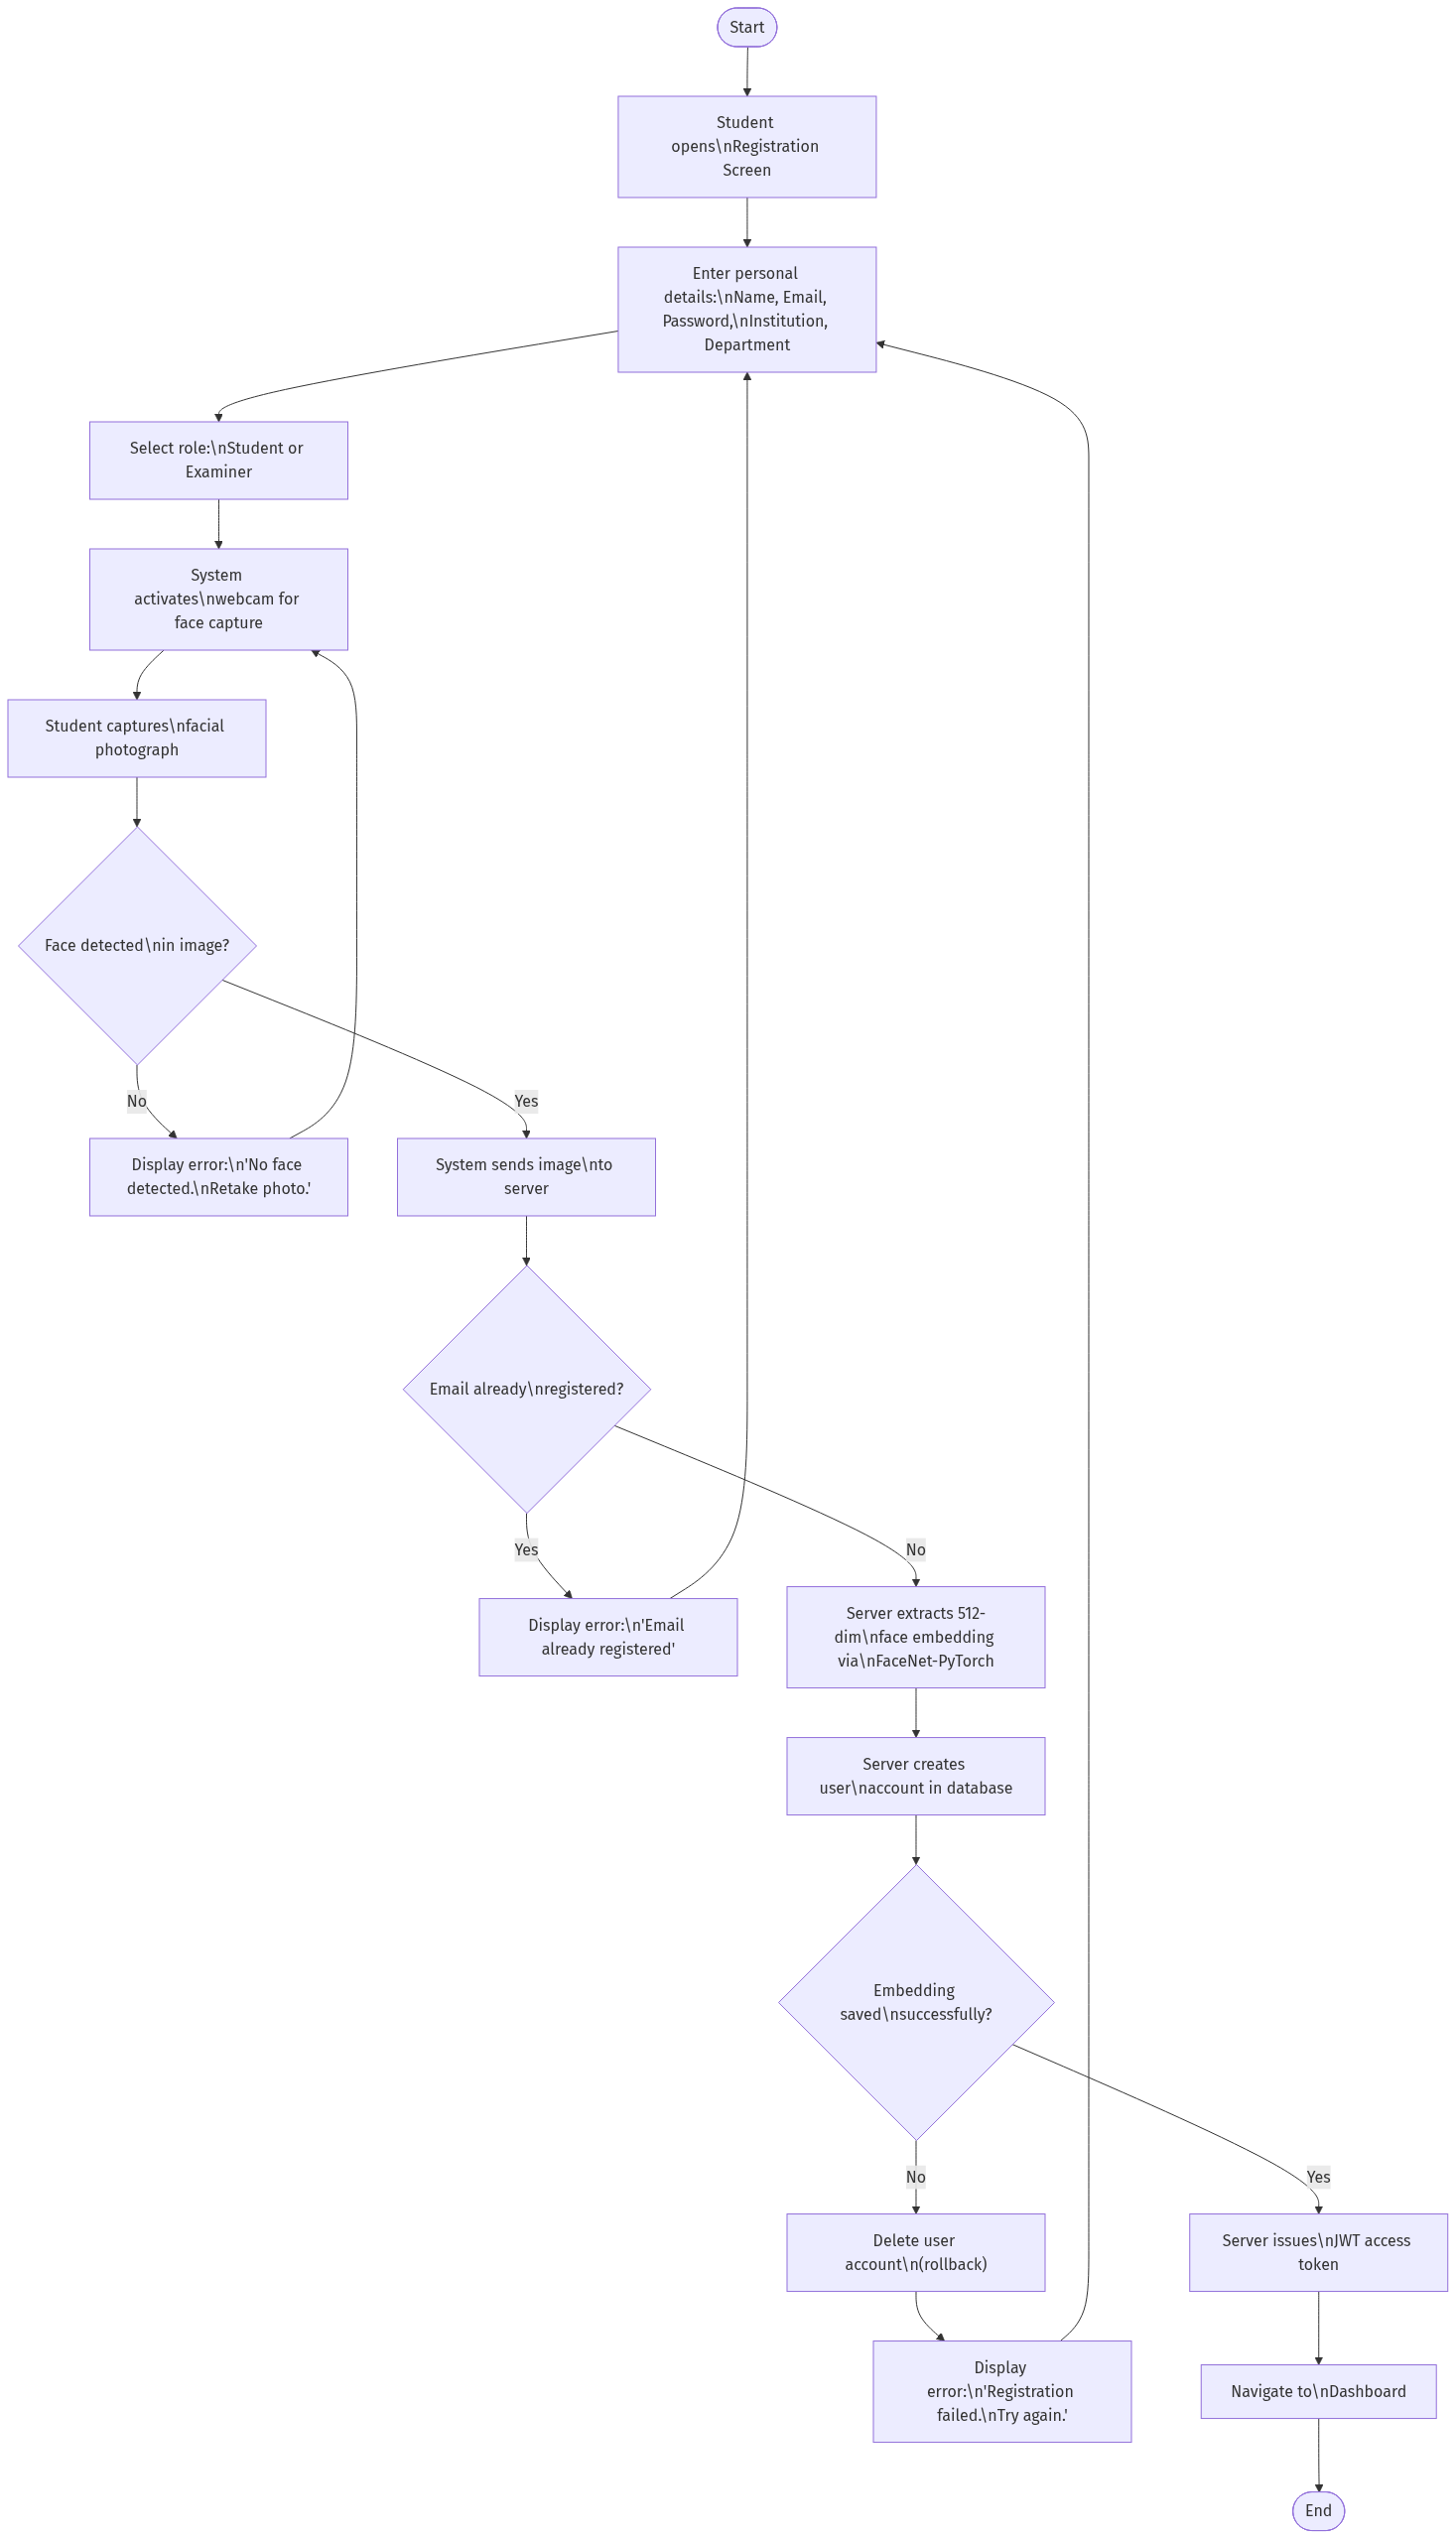 Start
Student
opens\nRegistration
Screen
Enter personal
details:\nName, Email,
Password,\nInstitution,
Department
Select role:\nStudent or
Examiner
System
activates\nwebcam for
face capture
Student captures\nfacial
photograph
Face detected\nin image?
No
Yes
Display error:\n'No face
detected.\nRetake photo.'
System sends image\nto
server
Email already\nregistered?
Yes
No
Display error:\n'Email
already registered'
Server extracts 512-
dim\nface embedding
via\nFaceNet-PyTorch
Server creates
user\naccount in database
Embedding
saved\nsuccessfully?
No
Yes
Delete user
account\n(rollback)
Server issues\nJWT access
token
Display
error:\n'Registration
failed.\nTry again.'
Navigate to\nDashboard
End